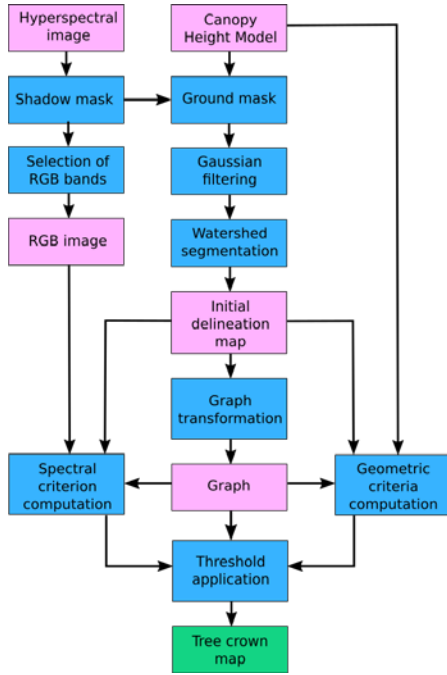 Hyperspectral
image
Canopy
Height Model
Shadow mask
Ground mask
Selection of
RGB bands
Gaussian
filtering
RGB image
Watershed
segmentation
Initial
delineation
map
Graph
transformation
Spectral
criterion
computation
Graph
Geometric
criteria
computation
Threshold
application
Tree crown
map